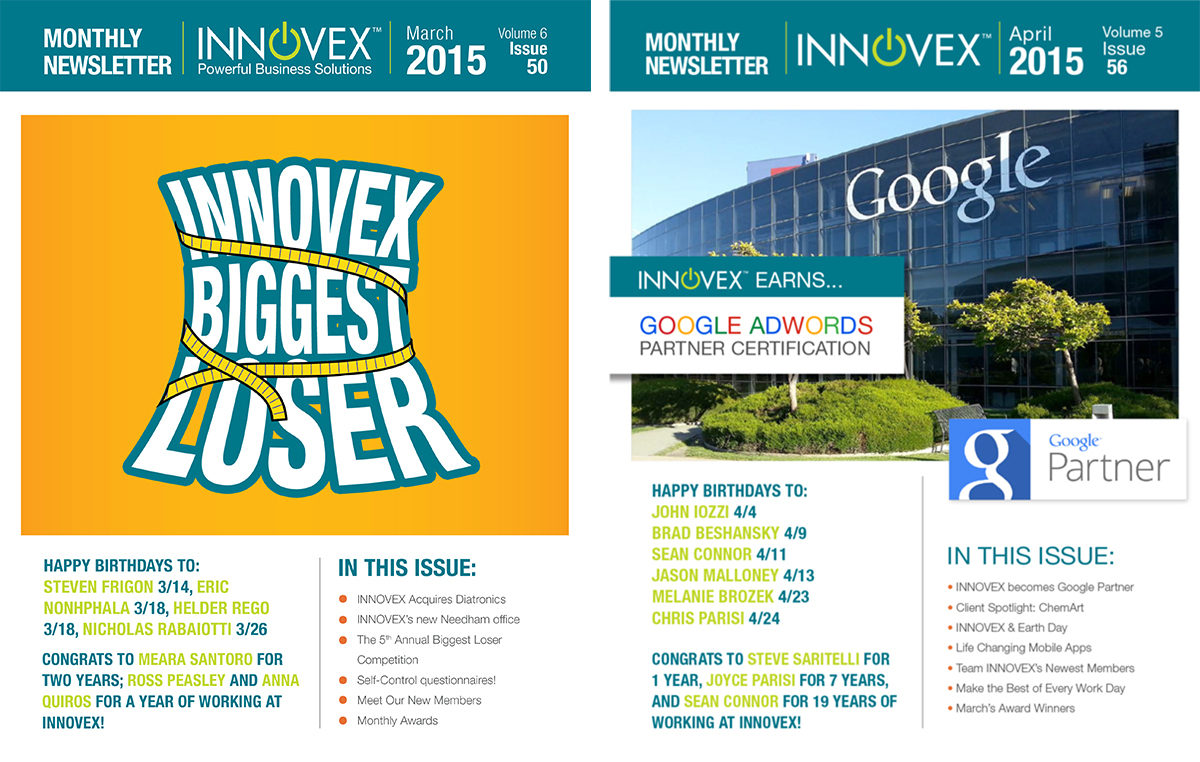 MONTHLY
NEWSLETTER
INNOVEX™
Powerful Business Solutions
March
2015
Volume 6
Issue
50
INNOVEX
BIGGEST
LOSER
HAPPY BIRTHDAYS TO:
STEVEN FRIGON 3/14, ERIC
NONHPHALA 3/18, HELDER REGO
3/18, NICHOLAS RABAIOTTI 3/26
CONGRATS TO MEARA SANTORO FOR
TWO YEARS; ROSS PEASLEY AND ANNA
QUIROS FOR A YEAR OF WORKING AT
INNOVEX!
IN THIS ISSUE:
• INNOVEX Acquires Diatronics
• INNOVEX's new Needham office
• The 5th Annual Biggest Loser
Competition
• Self-Control questionnaires!
• Meet Our New Members
• Monthly Awards
MONTHLY
NEWSLETTER
INNOVEX™
April
2015
Volume 5
Issue
56
Google
INNOVEX™ EARNS...
GOOGLE ADWORDS
PARTNER CERTIFICATION
g
Google
Partner
HAPPY BIRTHDAYS TO:
JOHN IOZZI 4/4
BRAD BESHANSKY 4/9
SEAN CONNOR 4/11
JASON MALLONEY 4/13
MELANIE BROZEK 4/23
CHRIS PARISI 4/24
CONGRATS TO STEVE SARITELLI FOR
1 YEAR, JOYCE PARISI FOR 7 YEARS,
AND SEAN CONNOR FOR 19 YEARS OF
WORKING AT INNOVEX!
IN THIS ISSUE:
• INNOVEX becomes Google Partner
• Client Spotlight: ChemArt
• INNOVEX & Earth Day
• Life Changing Mobile Apps
• Team INNOVEX's Newest Members
• Make the Best of Every Work Day
• March's Award Winners